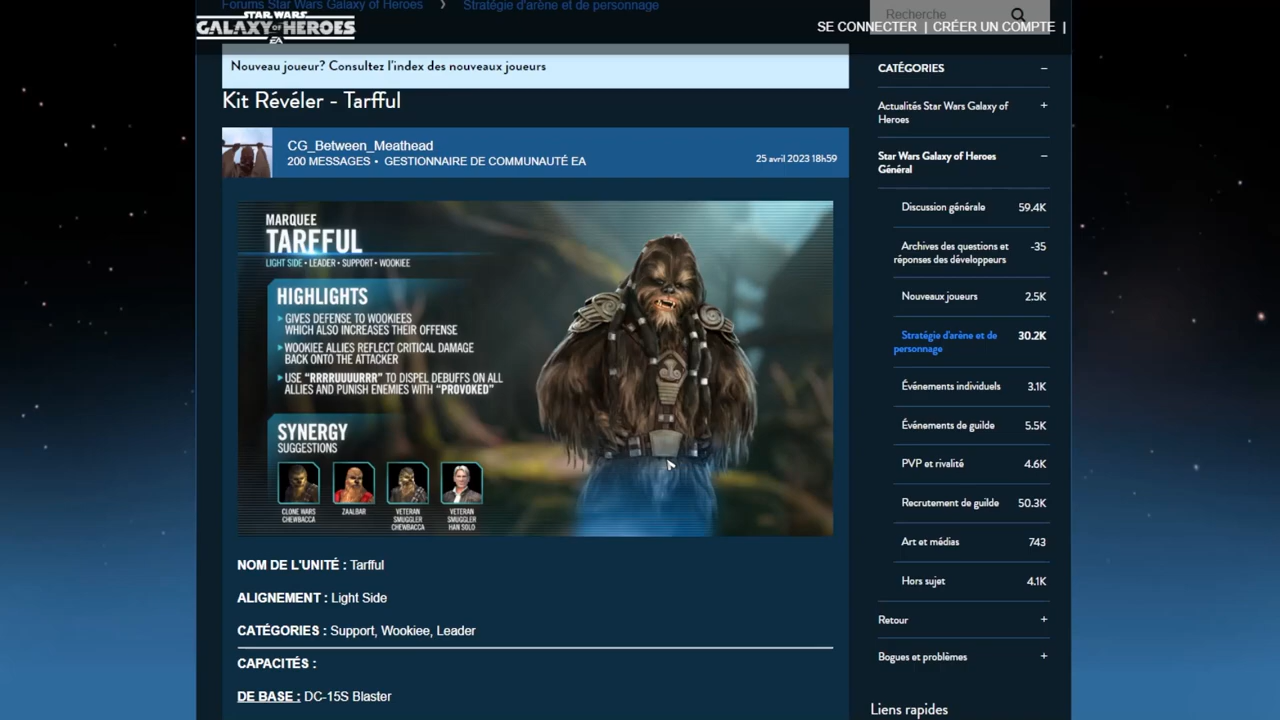 Forums Star Wars Galaxy of Heroes > Stratégie d'arène et de personnage
STAR WARS
GALAXY OF HEROES
EA
Recherche
SE CONNECTER | CRÉER UN COMPTE |
Nouveau joueur? Consultez l'index des nouveaux joueurs
Kit Révéler - Tarfful
CG_Between_Meathead
200 MESSAGES • GESTIONNAIRE DE COMMUNAUTÉ EA
25 avril 2023 18h59
MARQUEE
TARFFUL
LIGHT SIDE • LEADER • SUPPORT • WOOKIEE
HIGHLIGHTS
GIVES DEFENSE TO WOOKIEES
WHICH ALSO INCREASES THEIR OFFENSE
WOOKIEE ALLIES REFLECT CRITICAL DAMAGE
BACK ONTO THE ATTACKER
USE "RRRRUUUURRR" TO DISPEL DEBUFFS ON ALL
ALLIES AND PUNISH ENEMIES WITH "PROVOKED"
SYNERGY
SUGGESTIONS
CLONE WARS
CHEWBACCA
ZAALBAR
VETERAN
SMUGGLER
CHEWBACCA
VETERAN
SMUGGLER
HAN SOLO
NOM DE L'UNITÉ : Tarfful
ALIGNEMENT : Light Side
CATÉGORIES : Support, Wookiee, Leader
CAPACITÉS :
DE BASE : DC-15S Blaster
CATÉGORIES −
Actualités Star Wars Galaxy of +
Heroes
Star Wars Galaxy of Heroes −
Général
Discussion générale 59.4K
Archives des questions et -35
réponses des développeurs
Nouveaux joueurs 2.5K
Stratégie d'arène et de 30.2K
personnage
Événements individuels 3.1K
Événements de guilde 5.5K
PVP et rivalité 4.6K
Recrutement de guilde 50.3K
Art et médias 743
Hors sujet 4.1K
Retour +
Bogues et problèmes +
Liens rapides